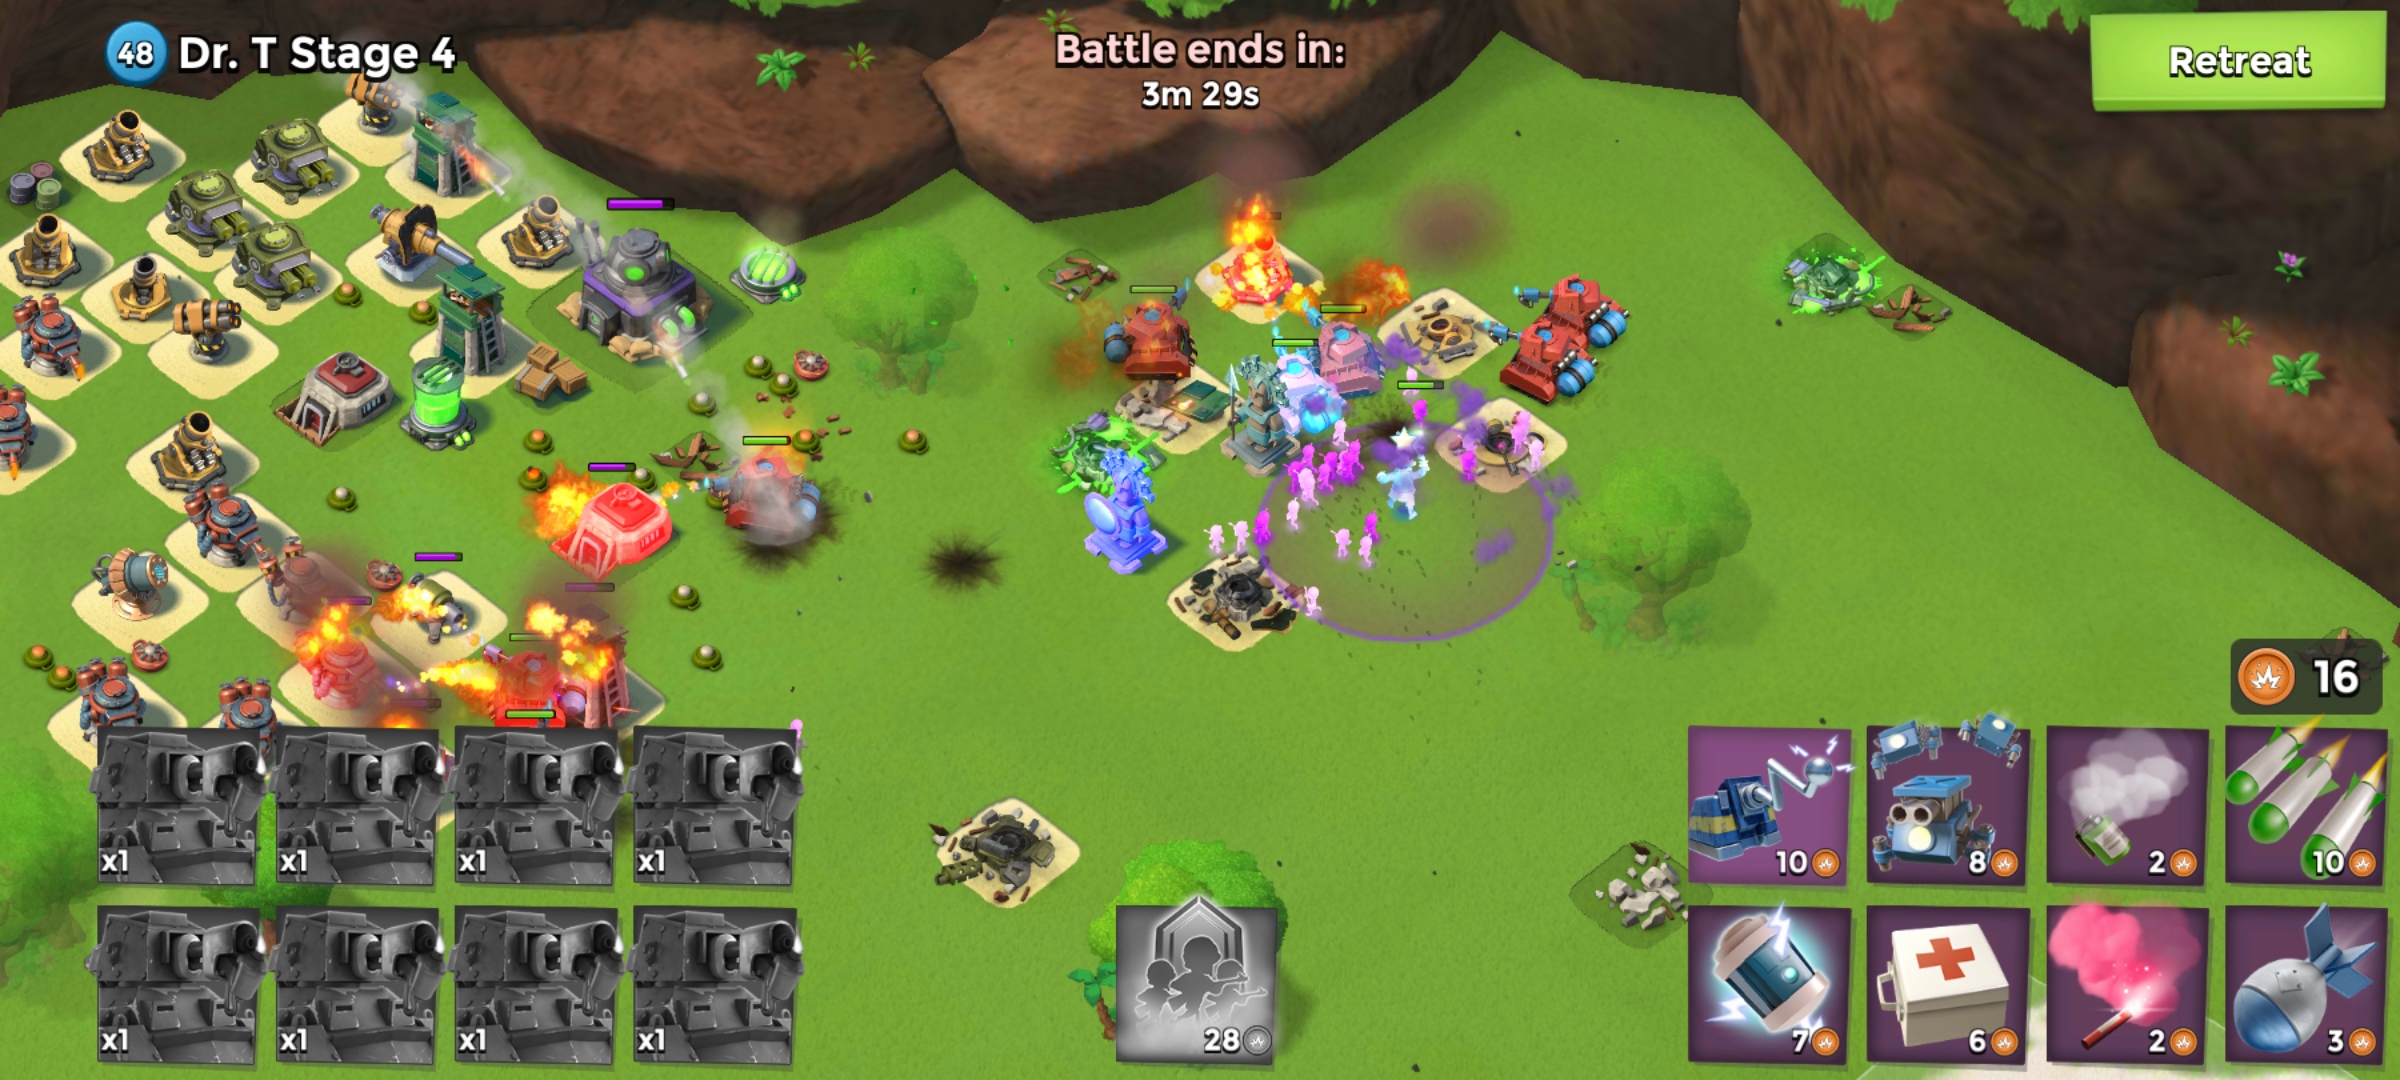 48 Dr. T Stage 4
Battle ends in:
3m 29s
Retreat
16
x1 x1 x1 x1
10 8 2 10
x1 x1 x1 x1
28
7 6 2 3